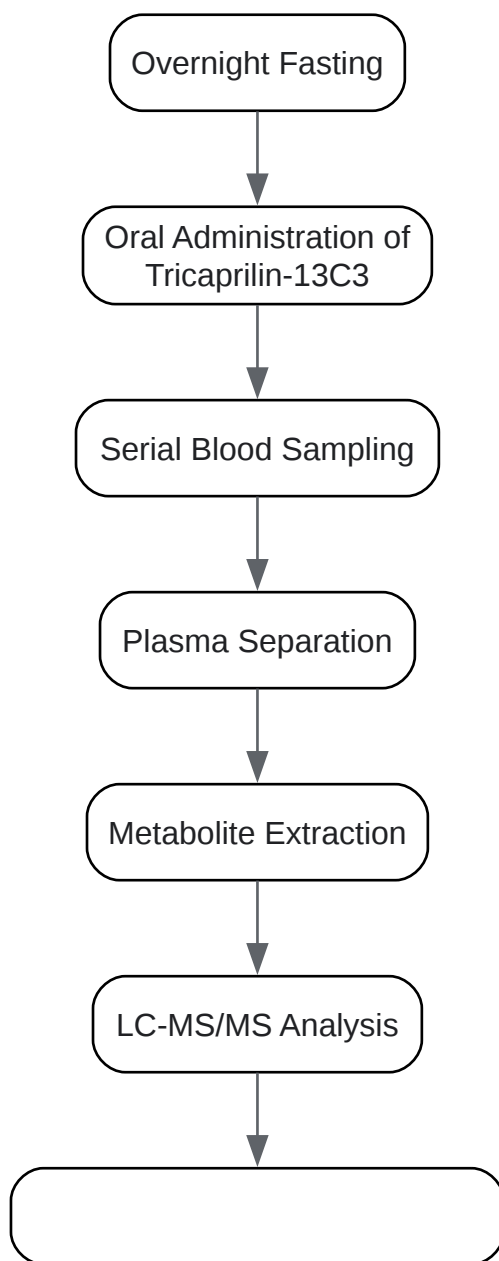 Overnight Fasting
Oral Administration of
Tricaprilin-13C3
Serial Blood Sampling
Plasma Separation
Metabolite Extraction
LC-MS/MS Analysis